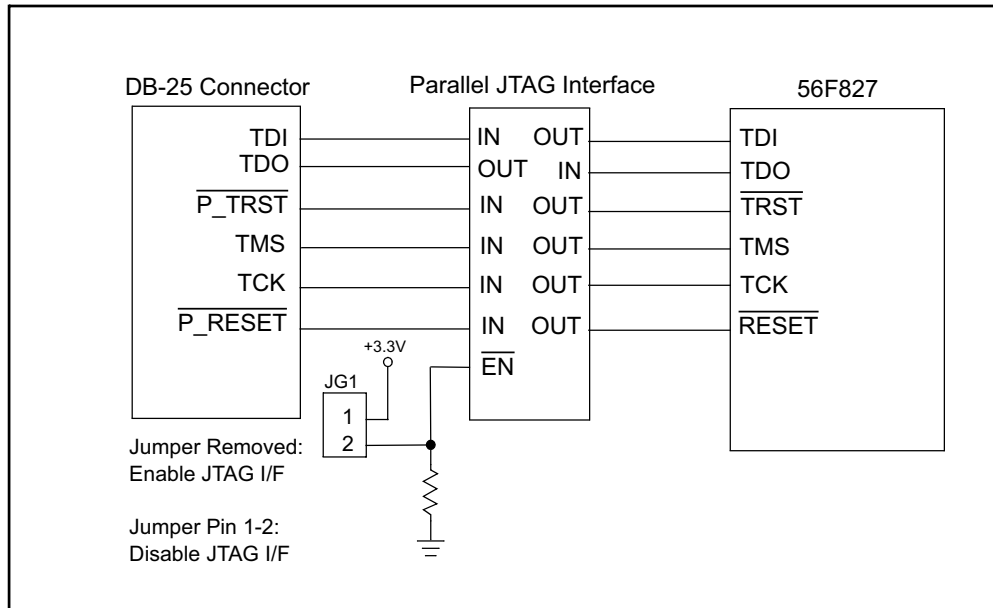 DB-25 Connector
Parallel JTAG Interface
56F827
TDI
IN
OUT
TDI
TDO
OUT
IN
TDO
P_TRST
IN
OUT
TRST
TMS
IN
OUT
TMS
TCK
IN
OUT
TCK
P_RESET
IN
OUT
RESET
+3.3V
EN
JG1
1
2
Jumper Removed:
Enable JTAG I/F
Jumper Pin 1-2:
Disable JTAG I/F